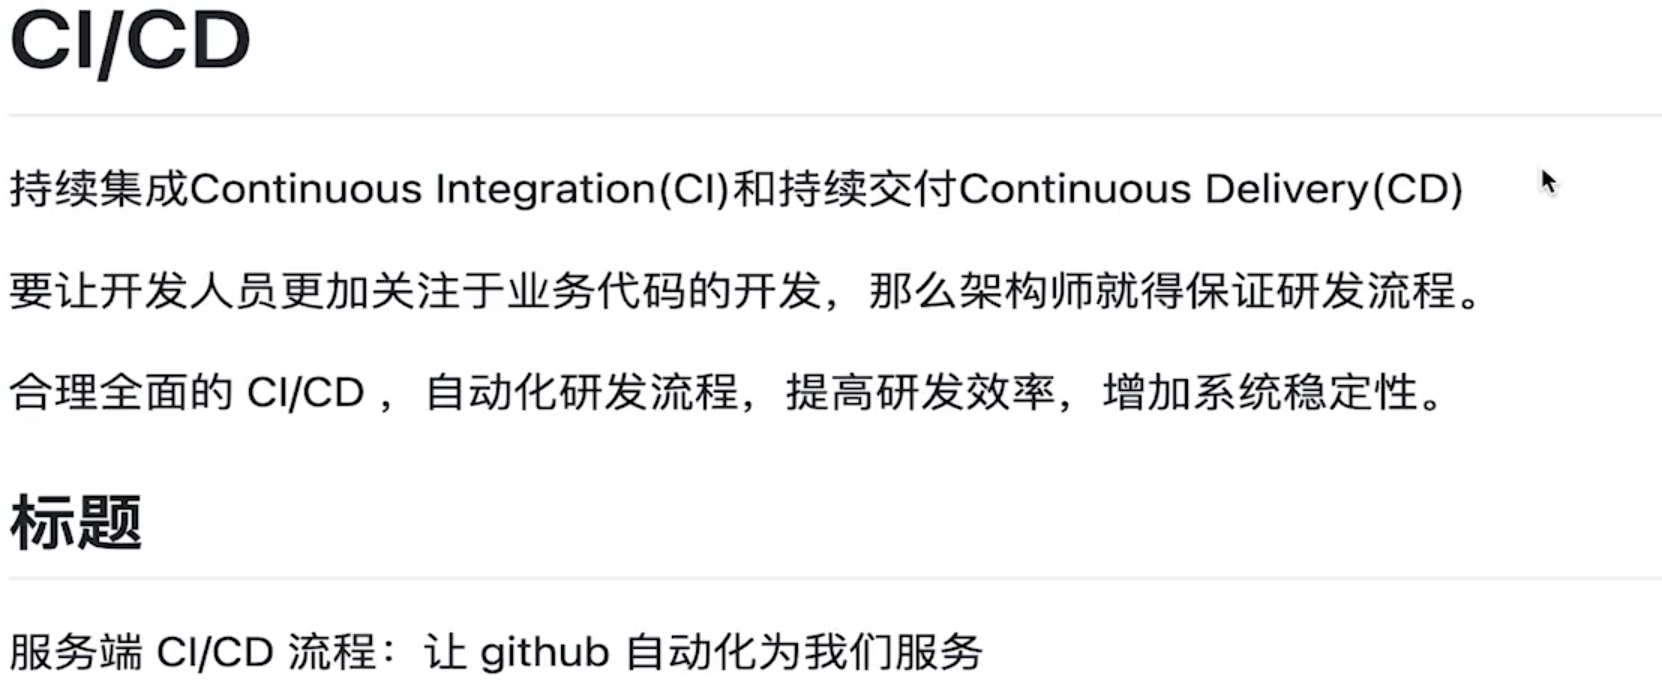 CI/CD
持续集成Continuous Integration(CI)和持续交付Continuous Delivery(CD)
要让开发人员更加关注于业务代码的开发，那么架构师就得保证研发流程。
合理全面的 CI/CD ，自动化研发流程，提高研发效率，增加系统稳定性。
标题
服务端 CI/CD 流程：让 github 自动化为我们服务